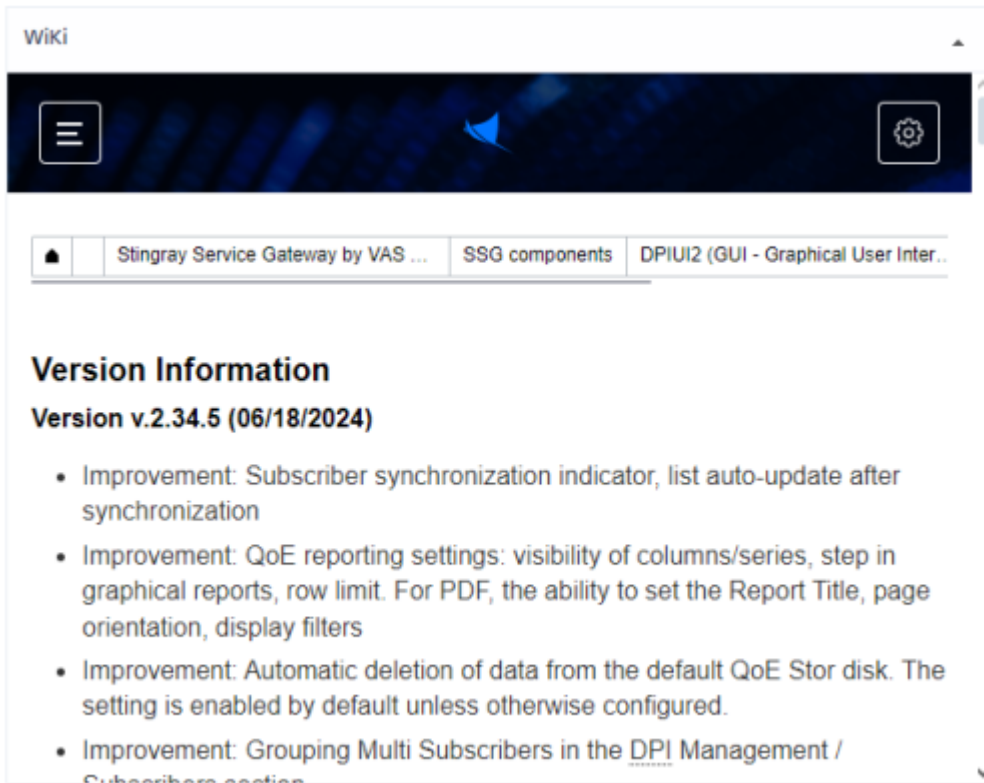 WiKi
Stingray Service Gateway by VAS ...
SSG components
DPIUI2 (GUI - Graphical User Inter..
Version Information
Version v.2.34.5 (06/18/2024)
• Improvement: Subscriber synchronization indicator, list auto-update after
synchronization
• Improvement: QoE reporting settings: visibility of columns/series, step in
graphical reports, row limit. For PDF, the ability to set the Report Title, page
orientation, display filters
• Improvement: Automatic deletion of data from the default QoE Stor disk. The
setting is enabled by default unless otherwise configured.
• Improvement: Grouping Multi Subscribers in the DPI Management /
Subscribers section